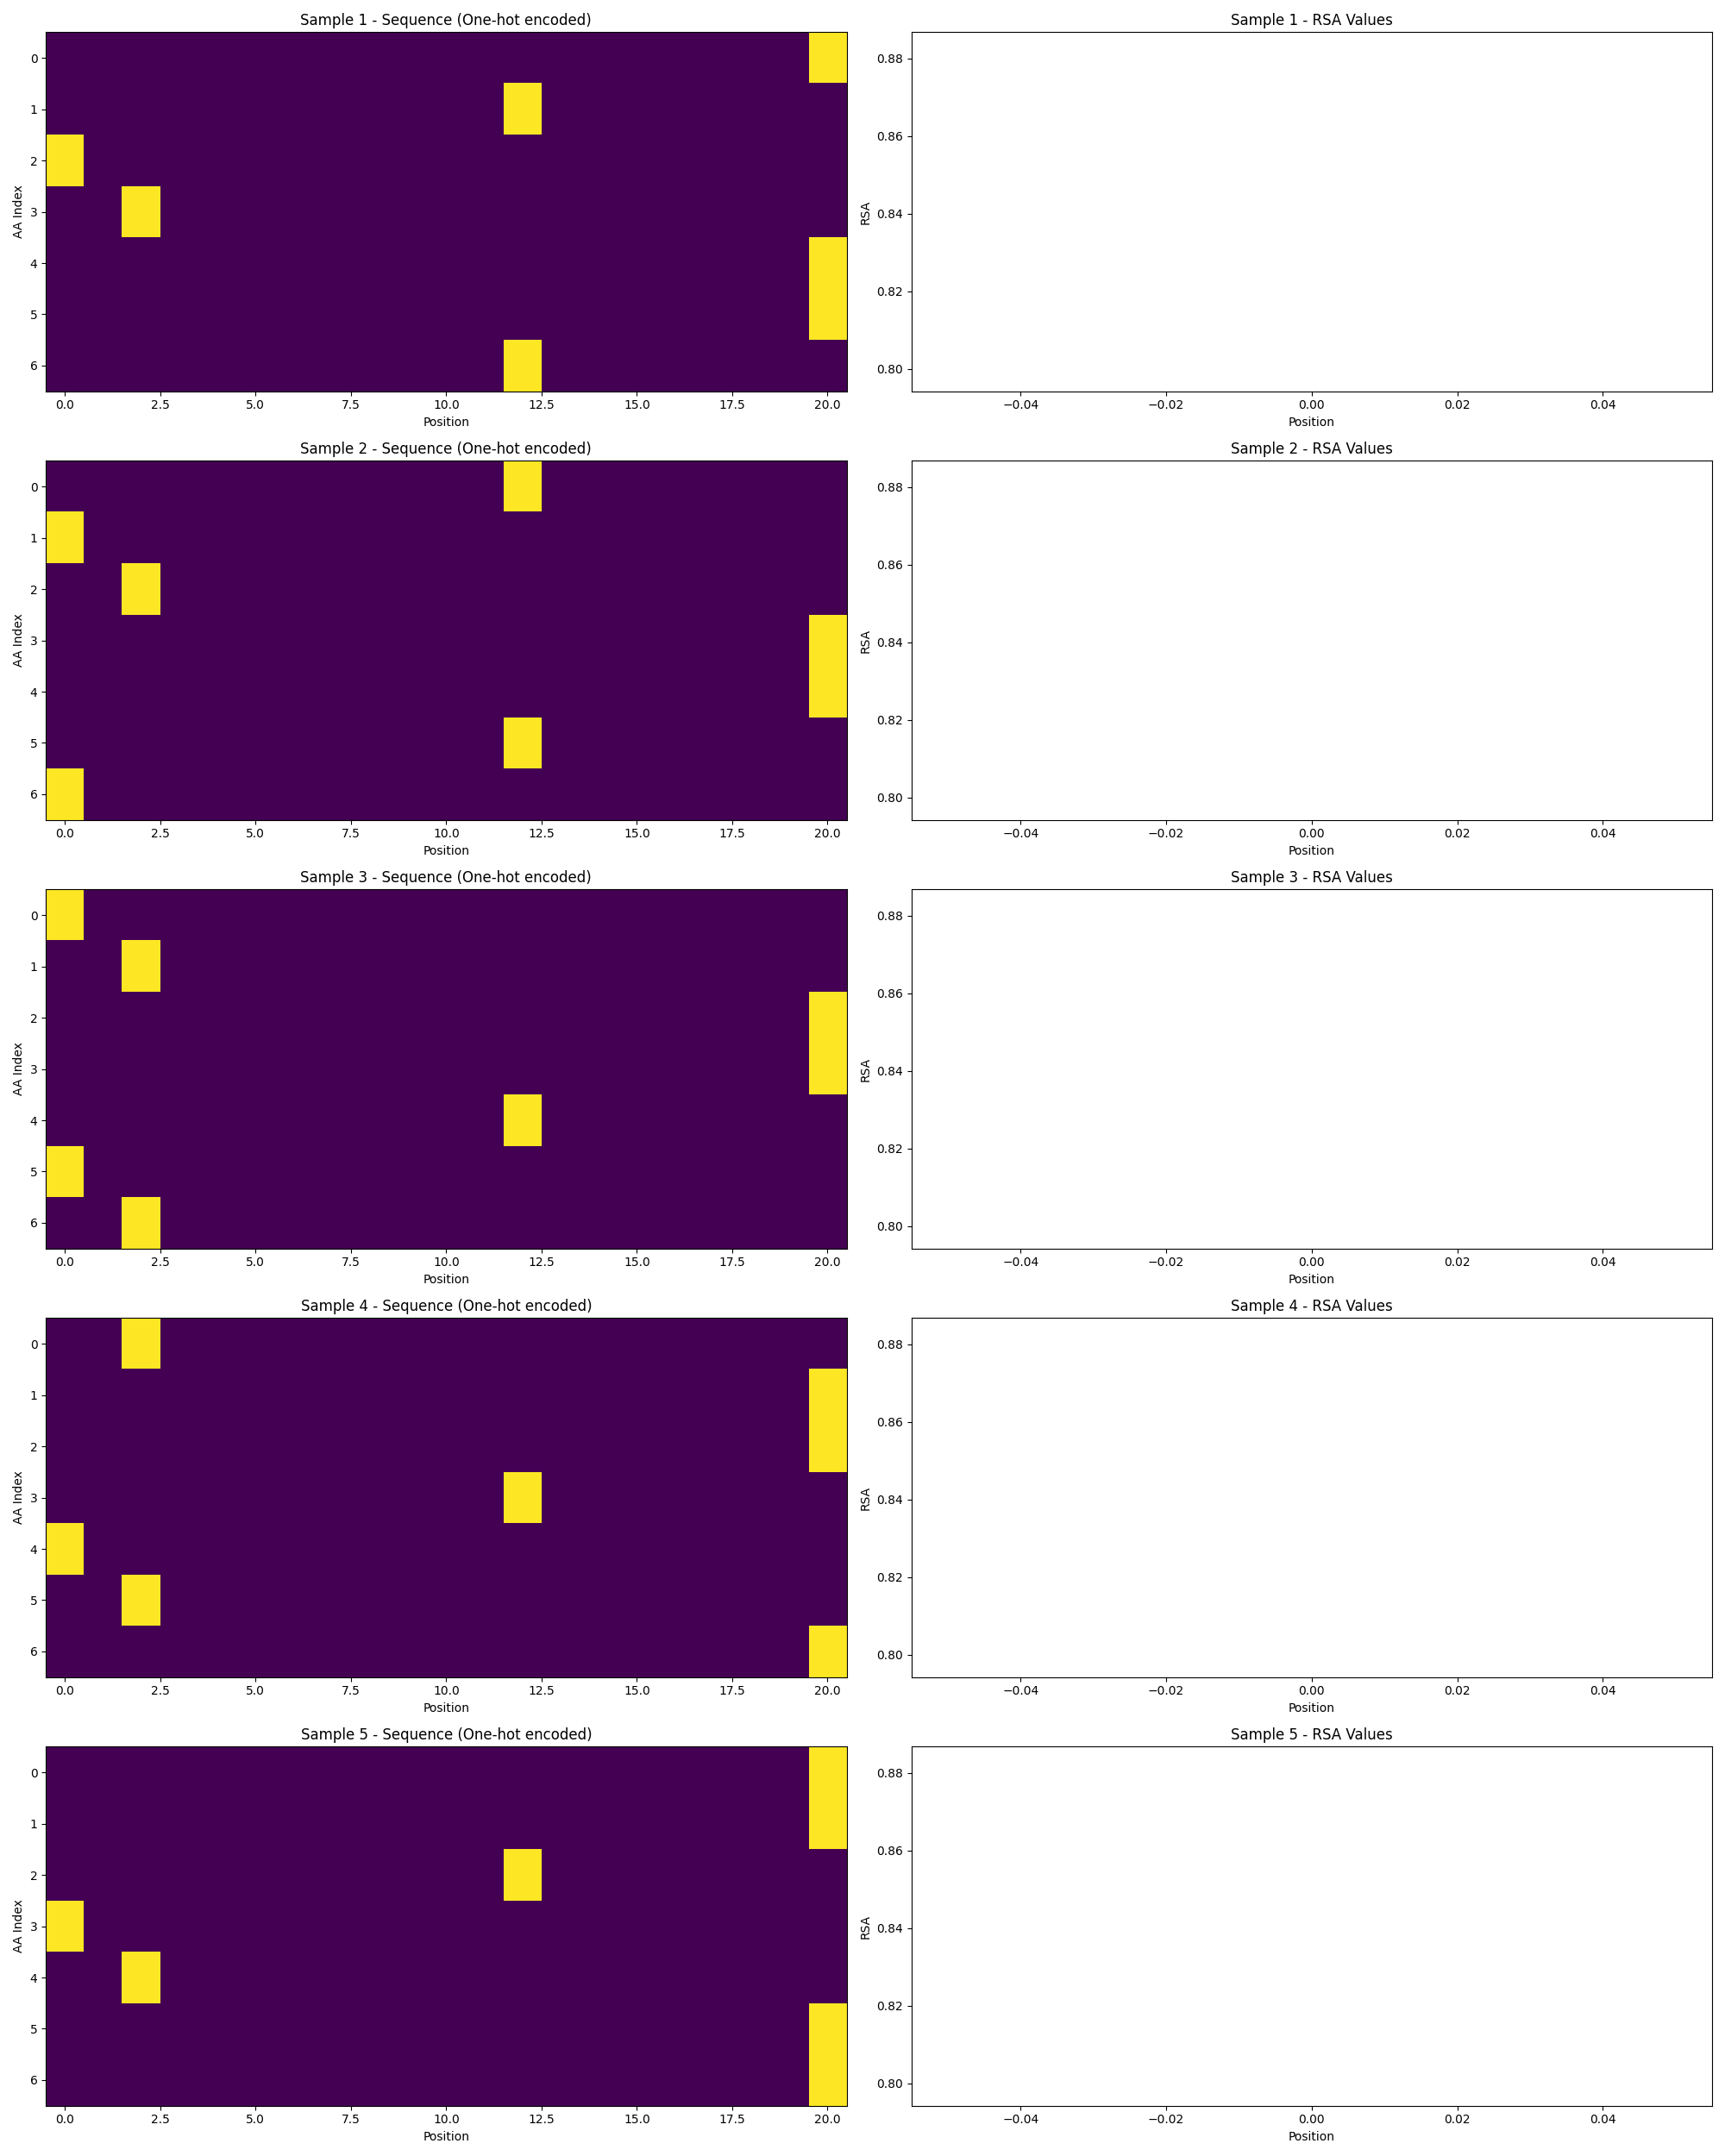 Sample 1 - Sequence (One-hot encoded)
AA Index
0
1
2
3
4
5
6
0.0 2.5 5.0 7.5 10.0 12.5 15.0 17.5 20.0
Position
Sample 1 - RSA Values
RSA
0.88
0.86
0.84
0.82
0.80
−0.04 −0.02 0.00 0.02 0.04
Position
Sample 2 - Sequence (One-hot encoded)
AA Index
0
1
2
3
4
5
6
0.0 2.5 5.0 7.5 10.0 12.5 15.0 17.5 20.0
Position
Sample 2 - RSA Values
RSA
0.88
0.86
0.84
0.82
0.80
−0.04 −0.02 0.00 0.02 0.04
Position
Sample 3 - Sequence (One-hot encoded)
AA Index
0
1
2
3
4
5
6
0.0 2.5 5.0 7.5 10.0 12.5 15.0 17.5 20.0
Position
Sample 3 - RSA Values
RSA
0.88
0.86
0.84
0.82
0.80
−0.04 −0.02 0.00 0.02 0.04
Position
Sample 4 - Sequence (One-hot encoded)
AA Index
0
1
2
3
4
5
6
0.0 2.5 5.0 7.5 10.0 12.5 15.0 17.5 20.0
Position
Sample 4 - RSA Values
RSA
0.88
0.86
0.84
0.82
0.80
−0.04 −0.02 0.00 0.02 0.04
Position
Sample 5 - Sequence (One-hot encoded)
AA Index
0
1
2
3
4
5
6
0.0 2.5 5.0 7.5 10.0 12.5 15.0 17.5 20.0
Position
Sample 5 - RSA Values
RSA
0.88
0.86
0.84
0.82
0.80
−0.04 −0.02 0.00 0.02 0.04
Position